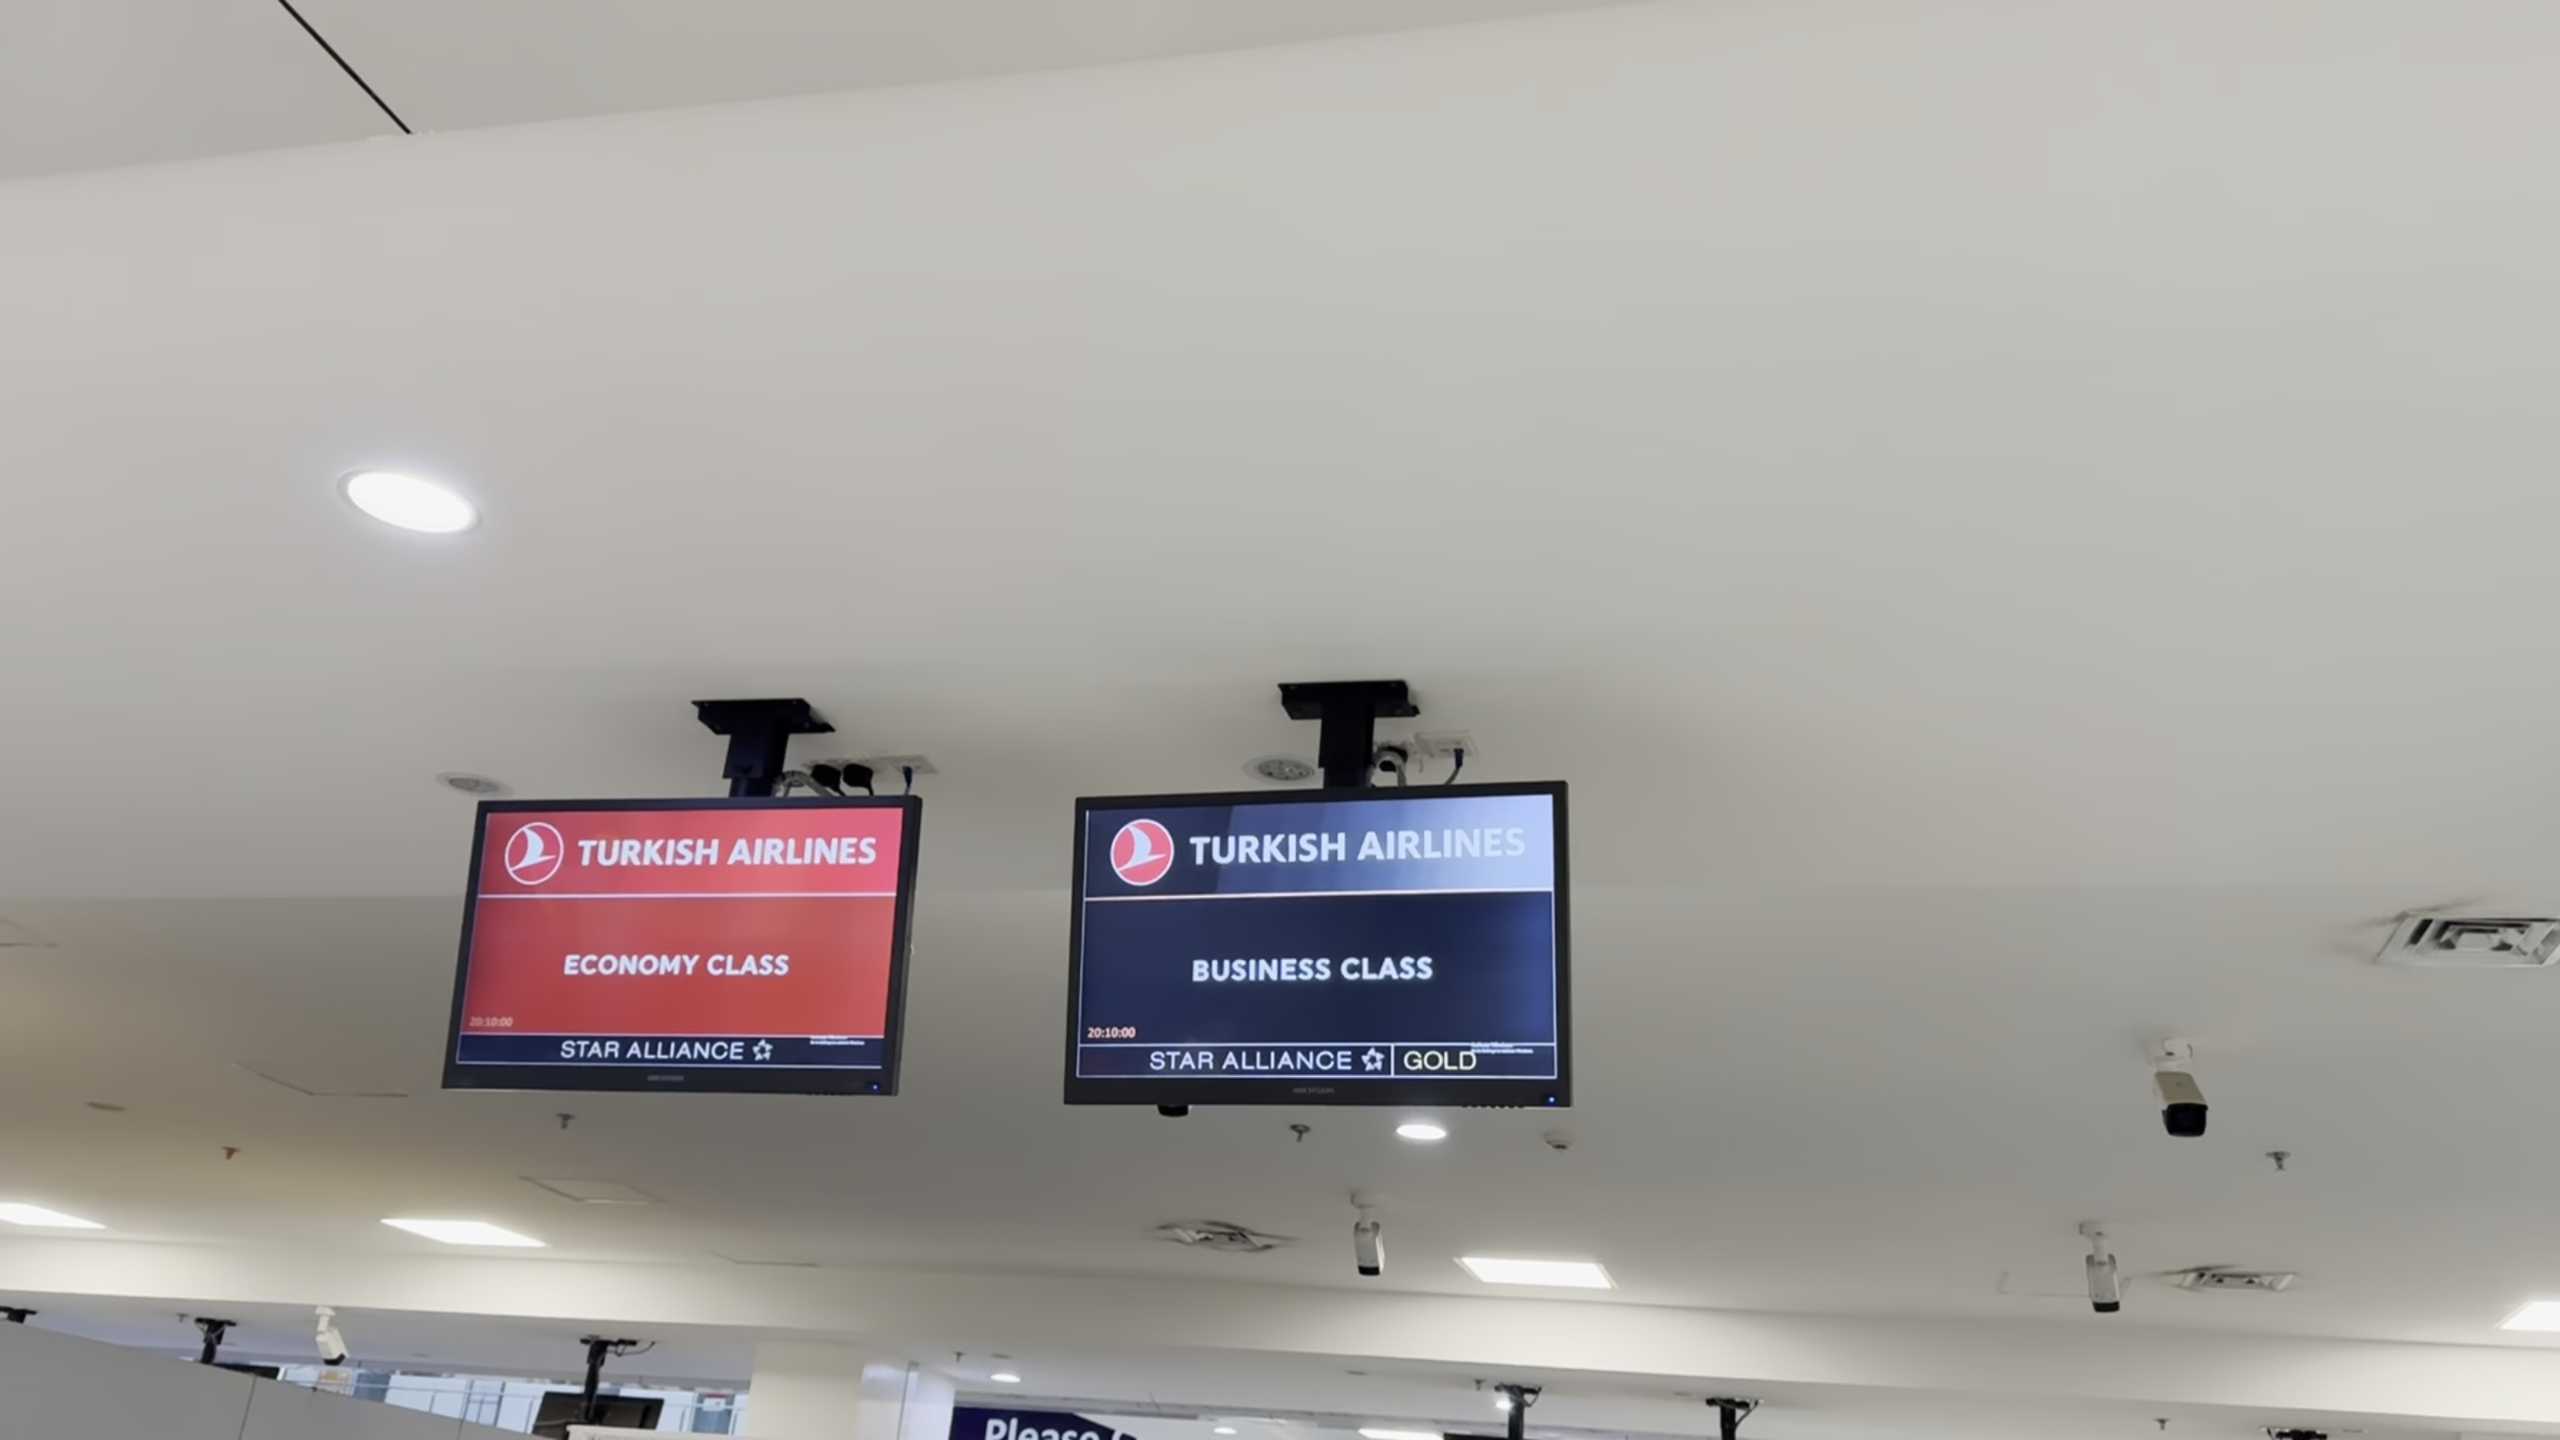 TURKISH AIRLINES
ECONOMY CLASS
20:10:00
STAR ALLIANCE
TURKISH AIRLINES
BUSINESS CLASS
20:10:00
STAR ALLIANCE GOLD
Please